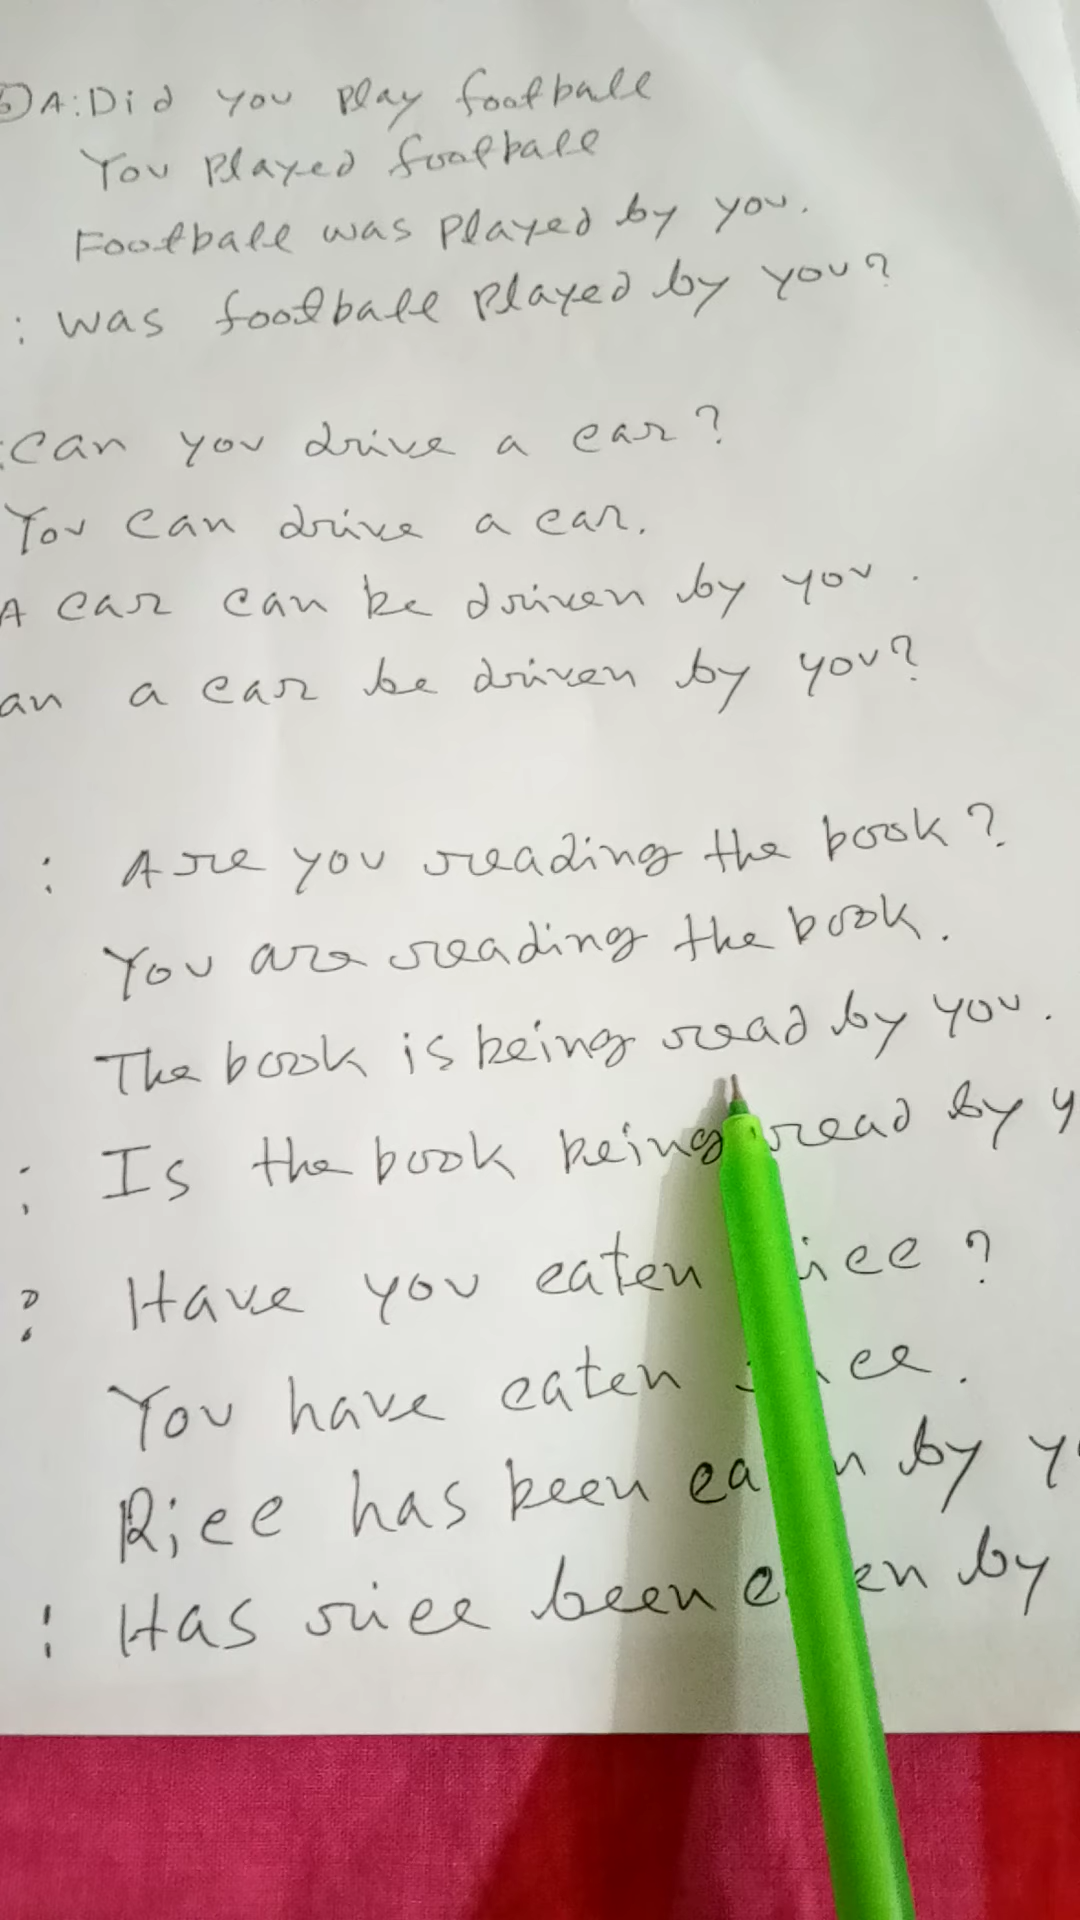 A: Did you play football
You played football
Football was played by you.
: was football played by you?
: can you drive a car?
You can drive a car.
A car can be driven by you.
an a car be driven by you?
: Are you reading the book?
You are reading the book.
The book is being read by you.
: Is the book being read by
: Have you eaten ?
You have eaten .
Rice has been by
: Has rice been by